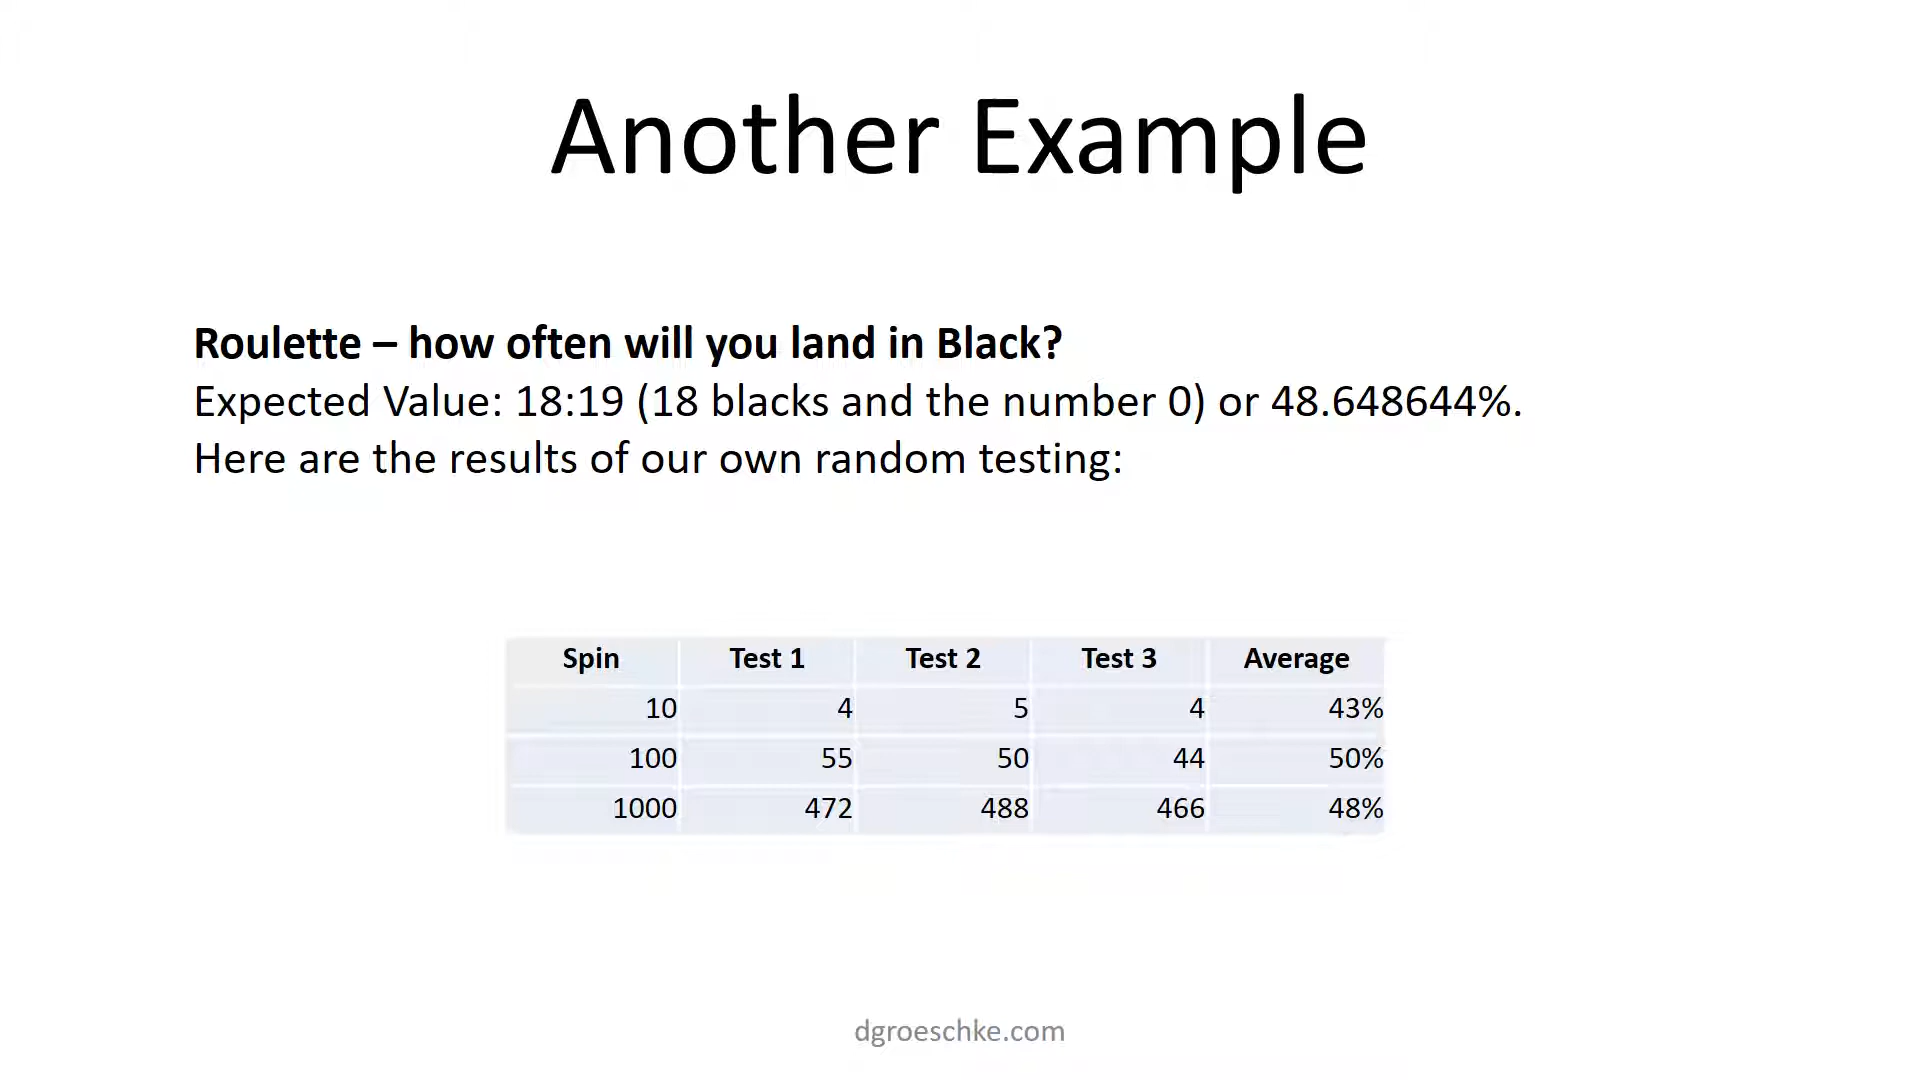 Another Example
Roulette – how often will you land in Black?
Expected Value: 18:19 (18 blacks and the number 0) or 48.648644%.
Here are the results of our own random testing:
Spin Test 1 Test 2 Test 3 Average
10 4 5 4 43%
100 55 50 44 50%
1000 472 488 466 48%
dgroeschke.com